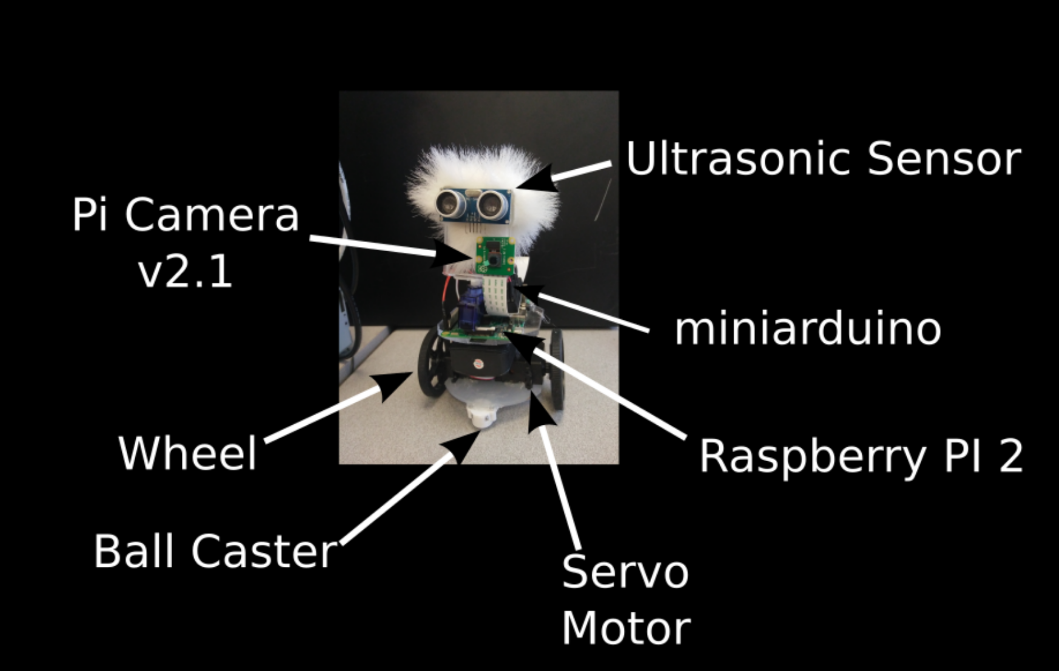 Ultrasonic Sensor
Pi Camera
v2.1
miniarduino
Wheel
Raspberry PI 2
Ball Caster
Servo
Motor